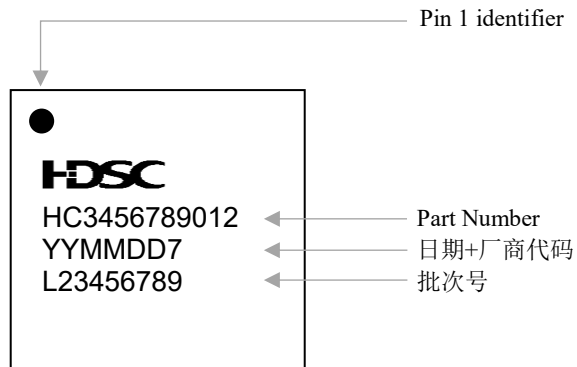 Pin 1 identifier
HDSC
HC3456789012
Part Number
YYMMDD7
日期+厂商代码
L23456789
批次号